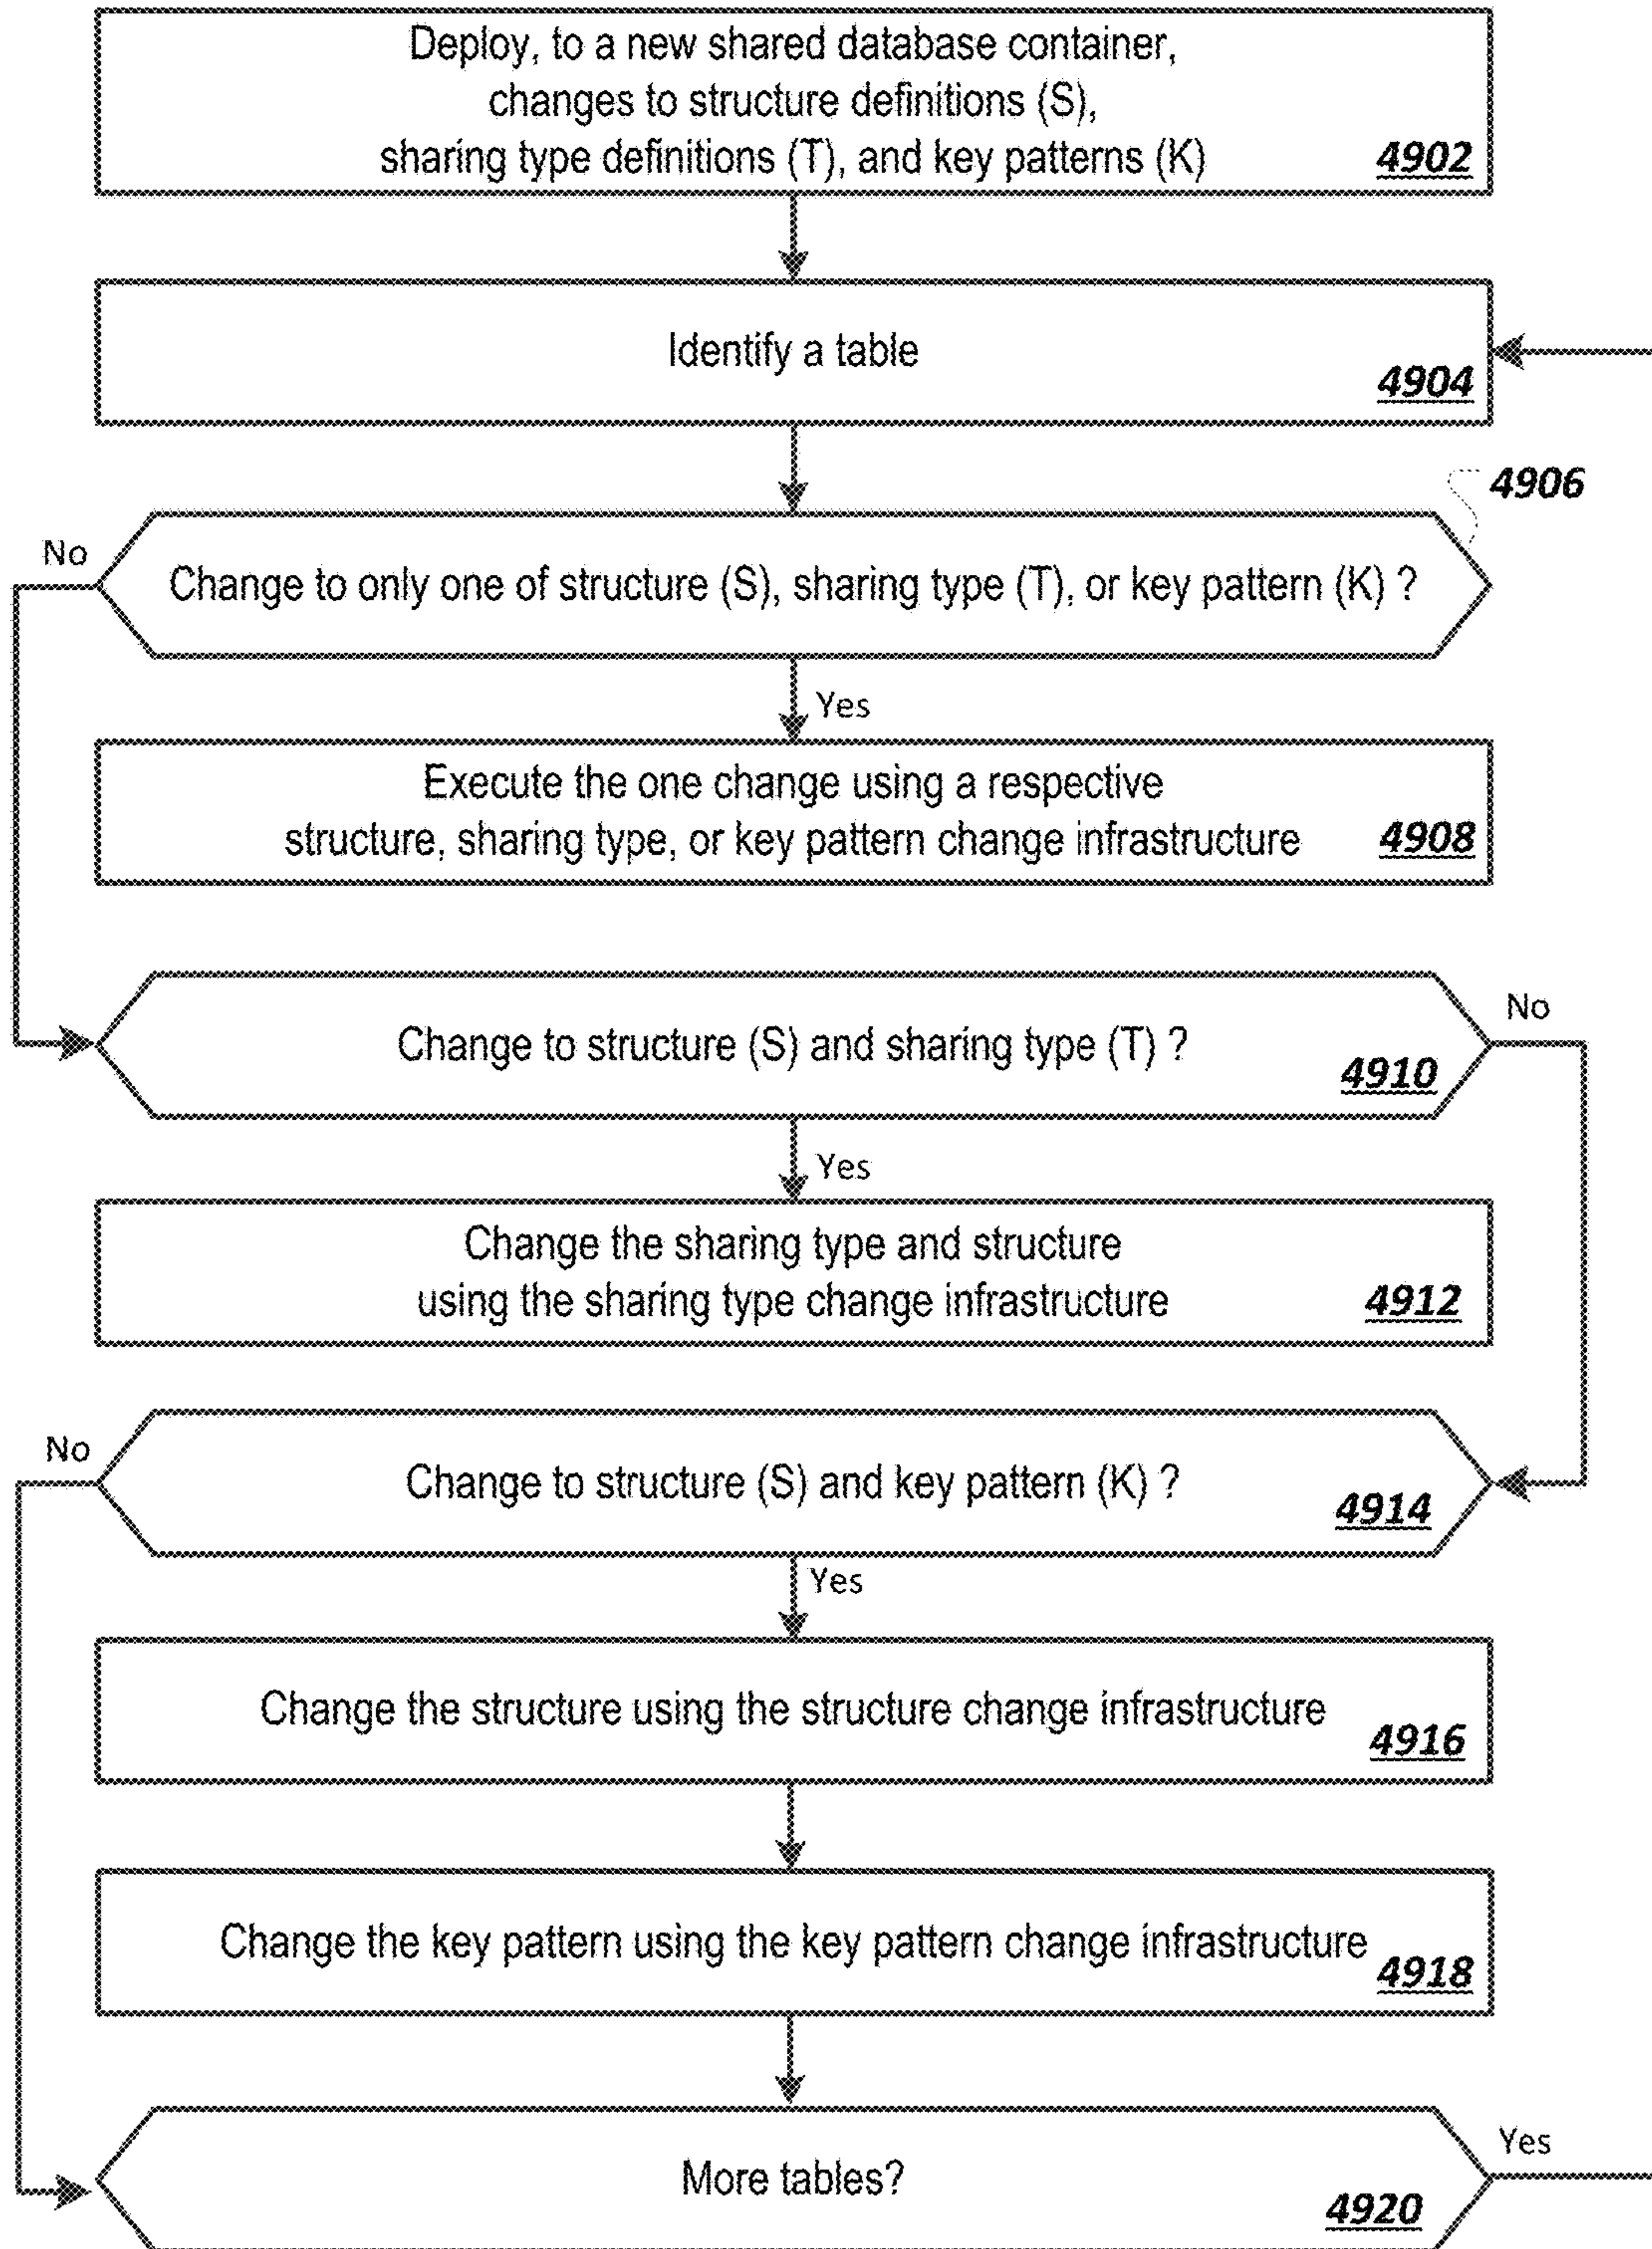 Deploy, to a new shared database container,
changes to structure definitions (S),
sharing type definitions (T), and key patterns (K)
4902
Identify a table
4904
4906
No
Change to only one of structure (S), sharing type (T), or key pattern (K) ?
Yes
Execute the one change using a respective
structure, sharing type, or key pattern change infrastructure
4908
No
Change to structure (S) and sharing type (T) ?
4910
Yes
Change the sharing type and structure
using the sharing type change infrastructure
4912
No
Change to structure (S) and key pattern (K) ?
4914
Yes
Change the structure using the structure change infrastructure
4916
Change the key pattern using the key pattern change infrastructure
4918
Yes
More tables?
4920